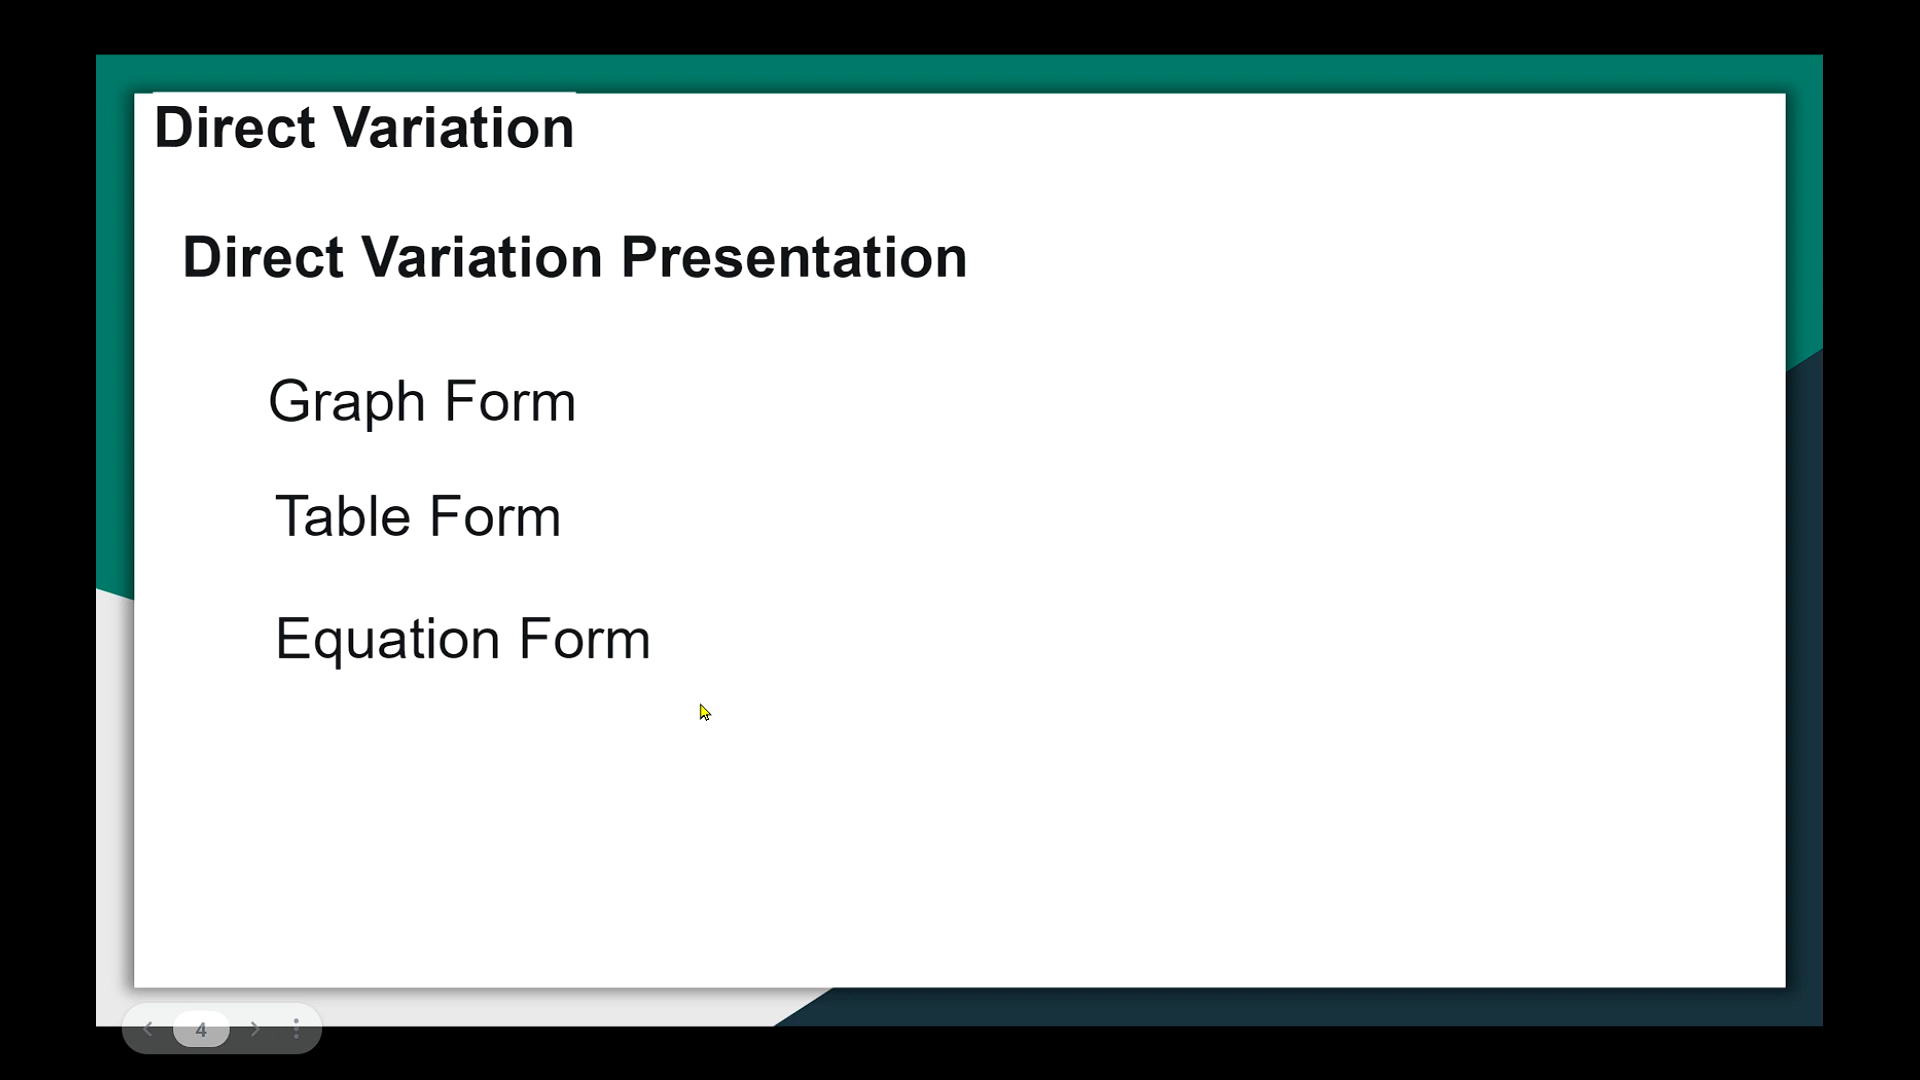 Direct Variation
Direct Variation Presentation
Graph Form
Table Form
Equation Form
4